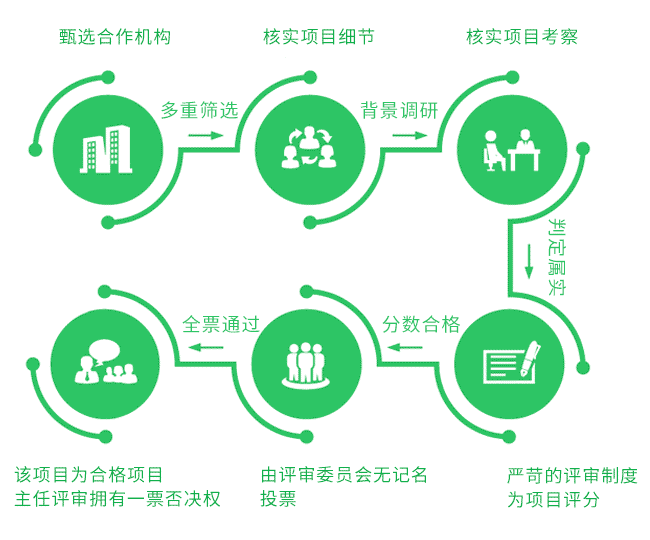 甄选合作机构
核实项目细节
核实项目考察
多重筛选
背景调研
判定属实
全票通过
分数合格
该项目为合格项目
主任评审拥有一票否决权
由评审委员会无记名
投票
严苛的评审制度
为项目评分